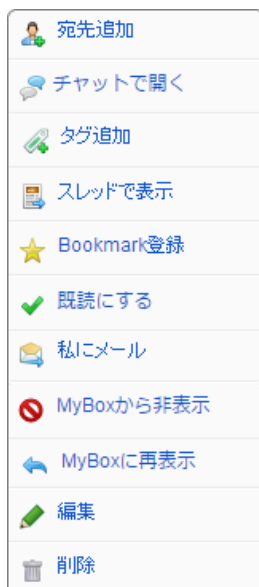 宛先追加
チャットで開く
タグ追加
スレッドで表示
Bookmark登録
既読にする
私にメール
MyBoxから非表示
MyBoxに再表示
編集
削除